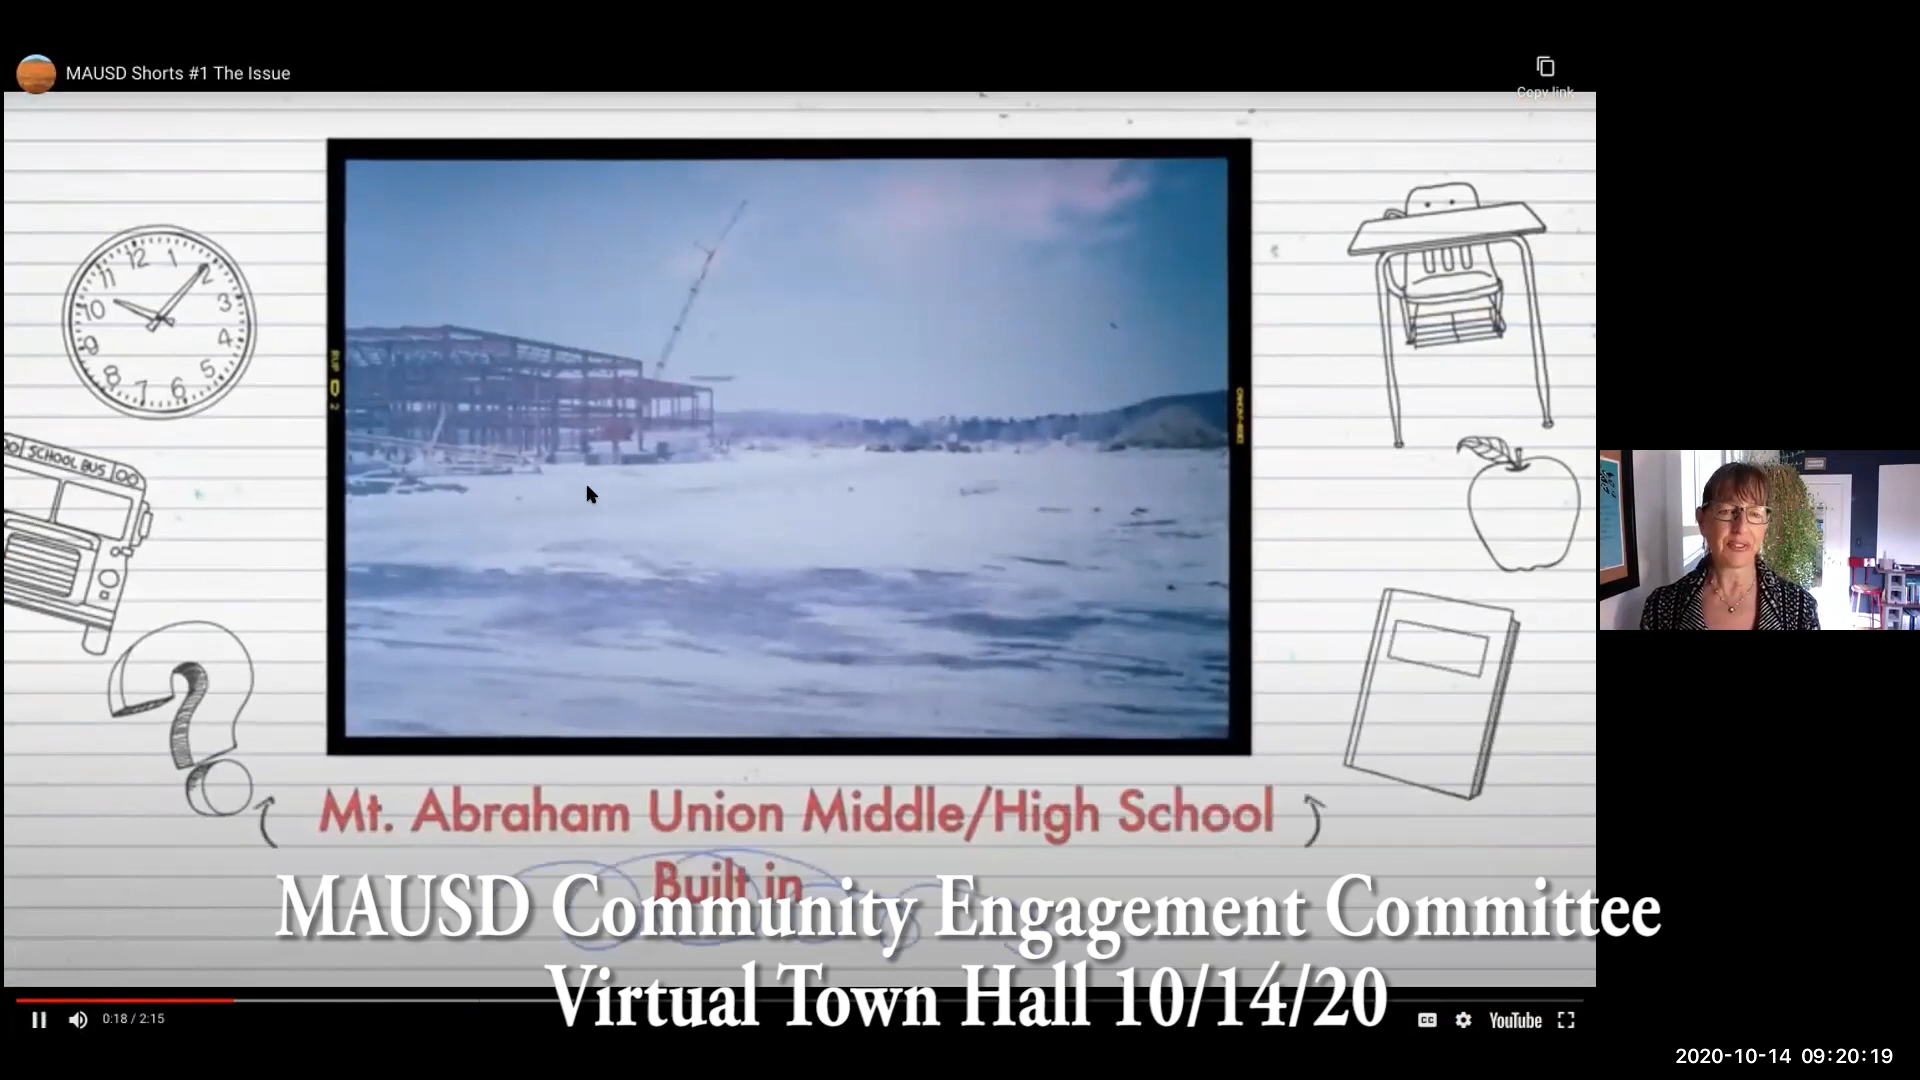 MAUSD Shorts #1 The Issue
Copy link
12
1
2
3
4
5
6
7
8
9
10
11
SCHOOL BUS
Mt. Abraham Union Middle/High School
Built in
MAUSD Community Engagement Committee
Virtual Town Hall 10/14/20
0:18 / 2:15
CC
YouTube
2020-10-14 09:20:19